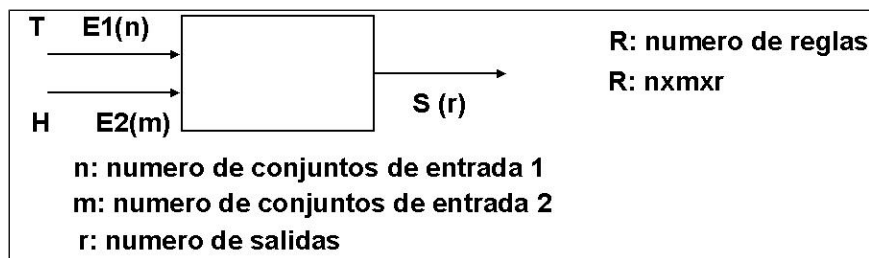 T E1(n)
R: numero de reglas
R: nxmxr
S (r)
H E2(m)
n: numero de conjuntos de entrada 1
m: numero de conjuntos de entrada 2
r: numero de salidas